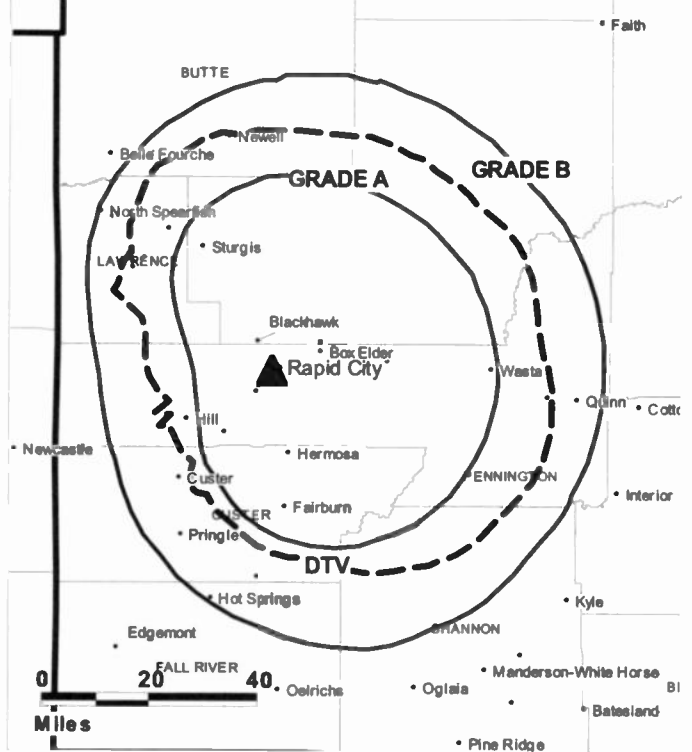 Faith
BUTTE
Newell
Belle Fourche
GRADE B
GRADE A
North Spearfish
Sturgis
LAWRENCE
Blackhawk
Box Elder
Rapid City
Wasta
Quinn
Cotto
Hill
Newcastle
Hermosa
Custer
PENNINGTON
Interior
Fairburn
CUSTER
Pringle
DTV
Hot Springs
Kyle
Edgemont
SHANNON
FALL RIVER
Manderson-White Horse
0 20 40
Oelrichs
Oglala
BE
Batesland
Miles
Pine Ridge